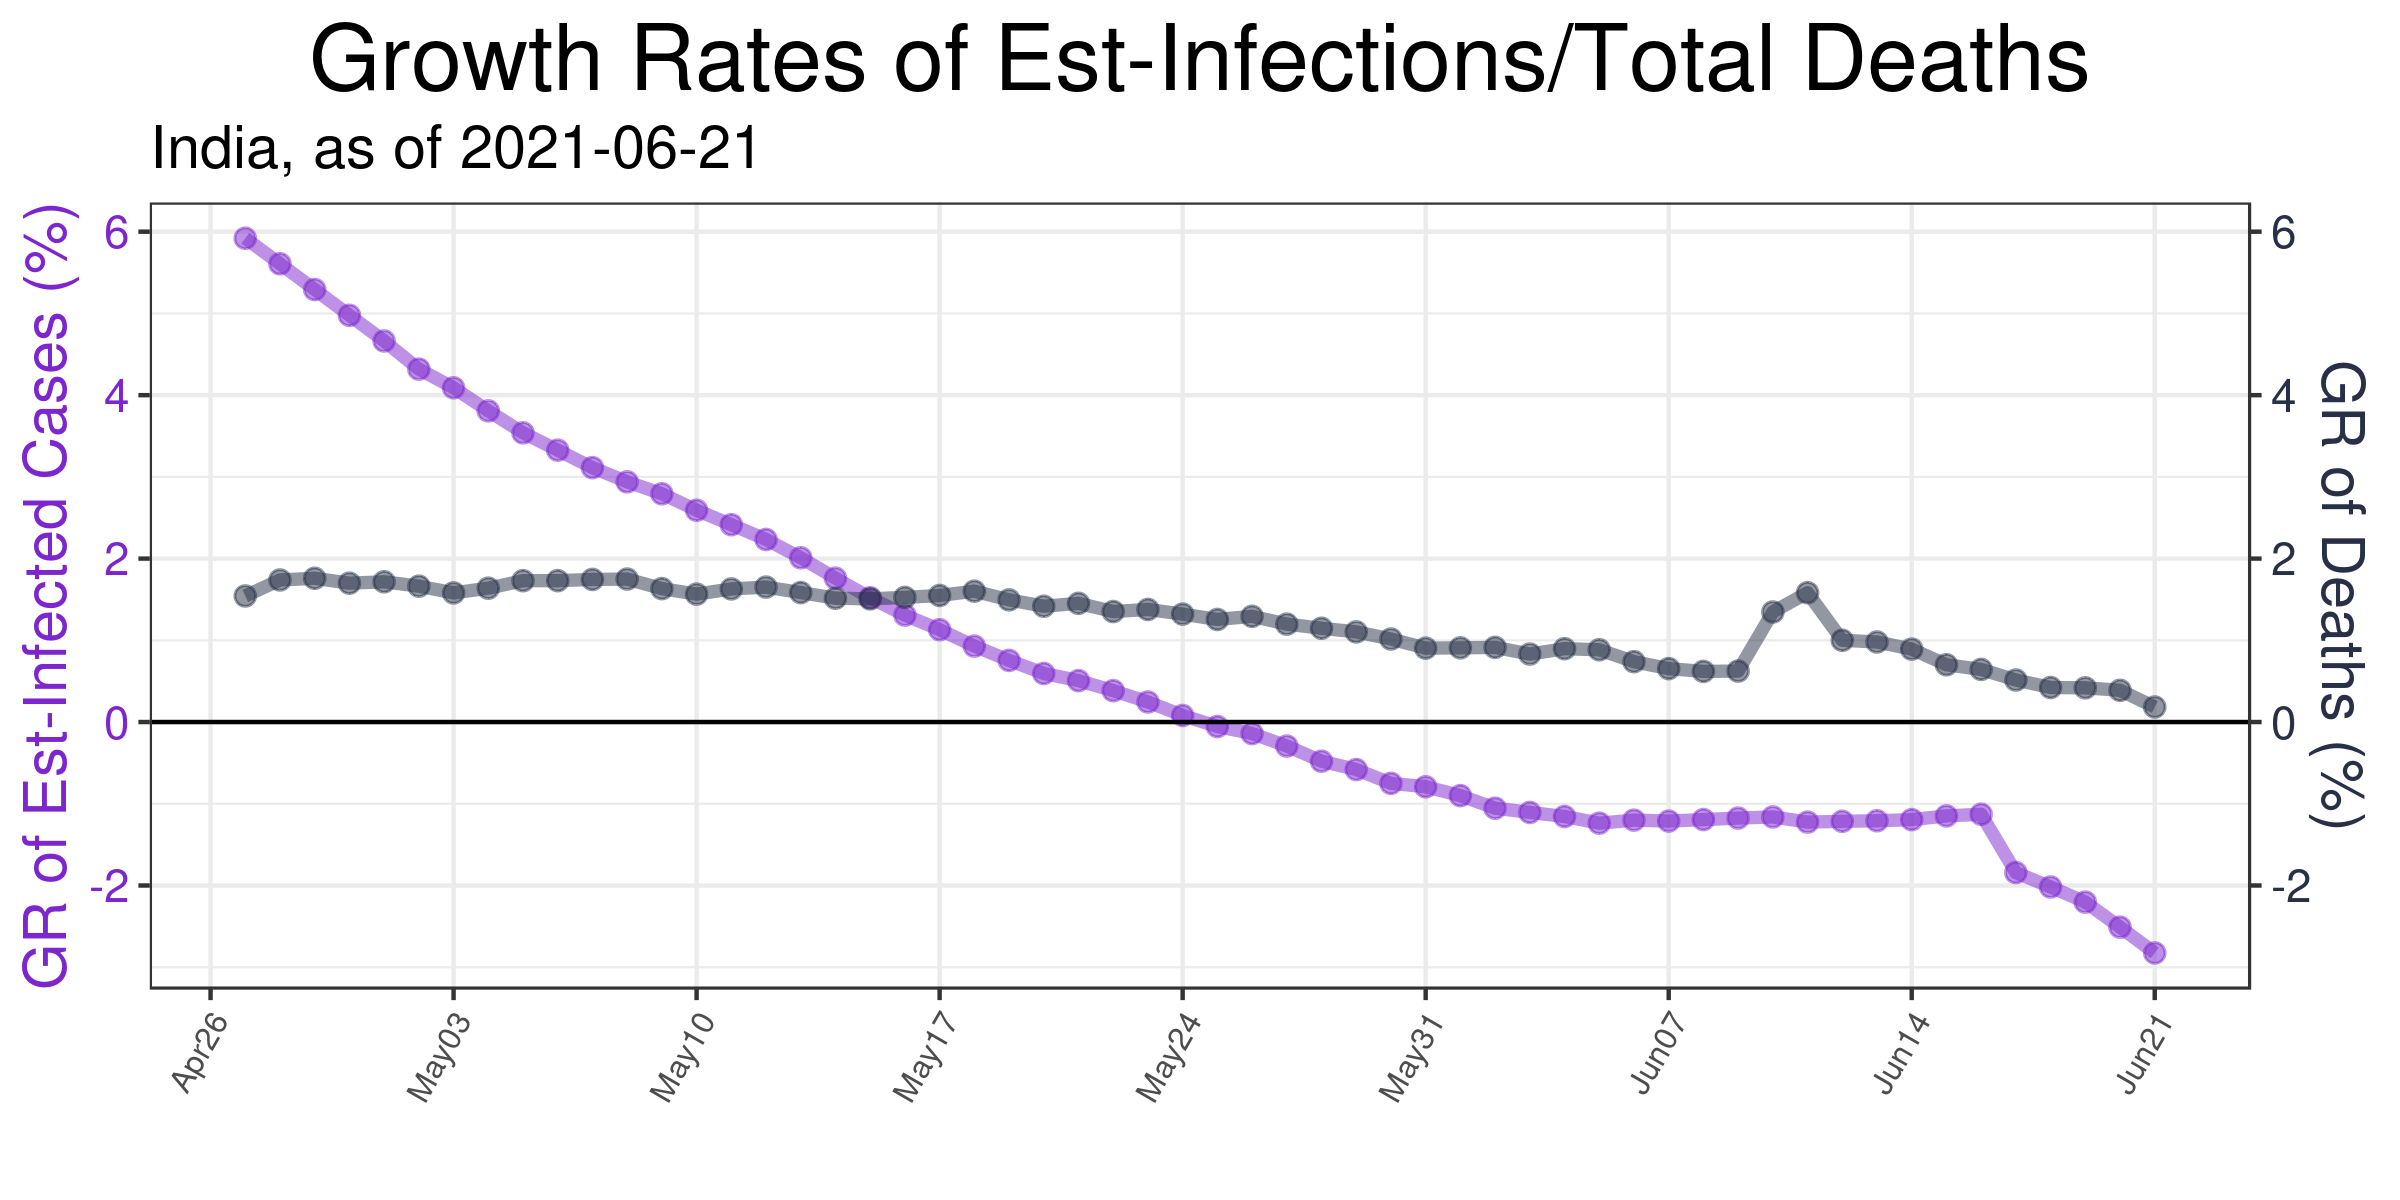 Growth Rates of Est-Infections/Total Deaths
India, as of 2021-06-21
GR of Est-Infected Cases (%)
6
4
2
0
-2
6
4
2
0
-2
GR of Deaths (%)
Apr26
May03
May10
May17
May24
May31
Jun07
Jun14
Jun21